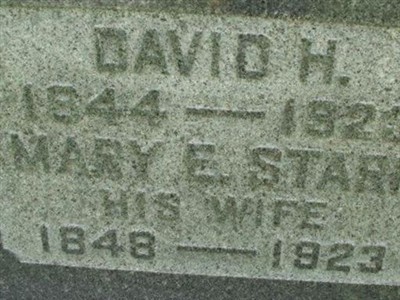 DAVID H.
1844 — 192
MARY E. STAR
HIS WIFE
1848 — 1923